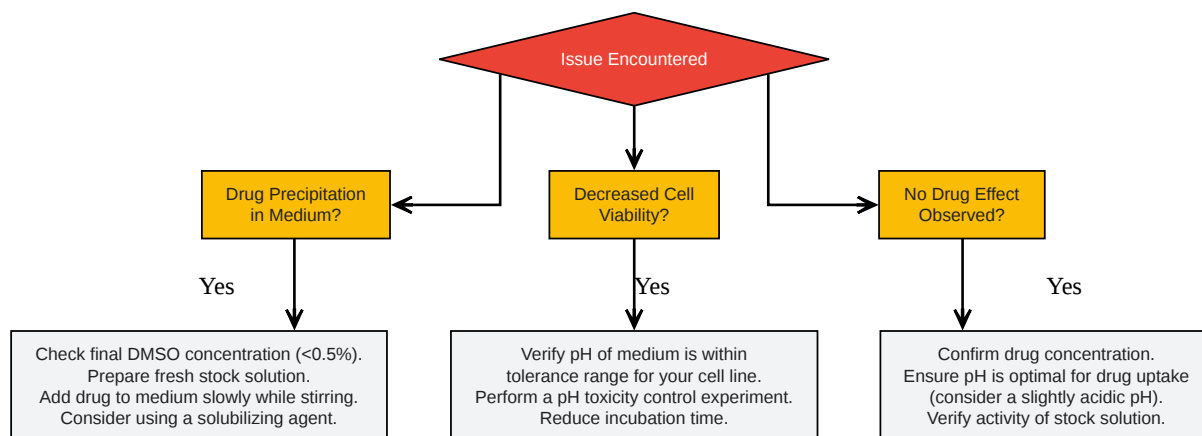 Issue Encountered
Drug Precipitation
in Medium?
Decreased Cell
Viability?
No Drug Effect
Observed?
Yes
Yes
Yes
Check final DMSO concentration (<0.5%).
Prepare fresh stock solution.
Add drug to medium slowly while stirring.
Consider using a solubilizing agent.
Verify pH of medium is within
tolerance range for your cell line.
Perform a pH toxicity control experiment.
Reduce incubation time.
Confirm drug concentration.
Ensure pH is optimal for drug uptake
(consider a slightly acidic pH).
Verify activity of stock solution.